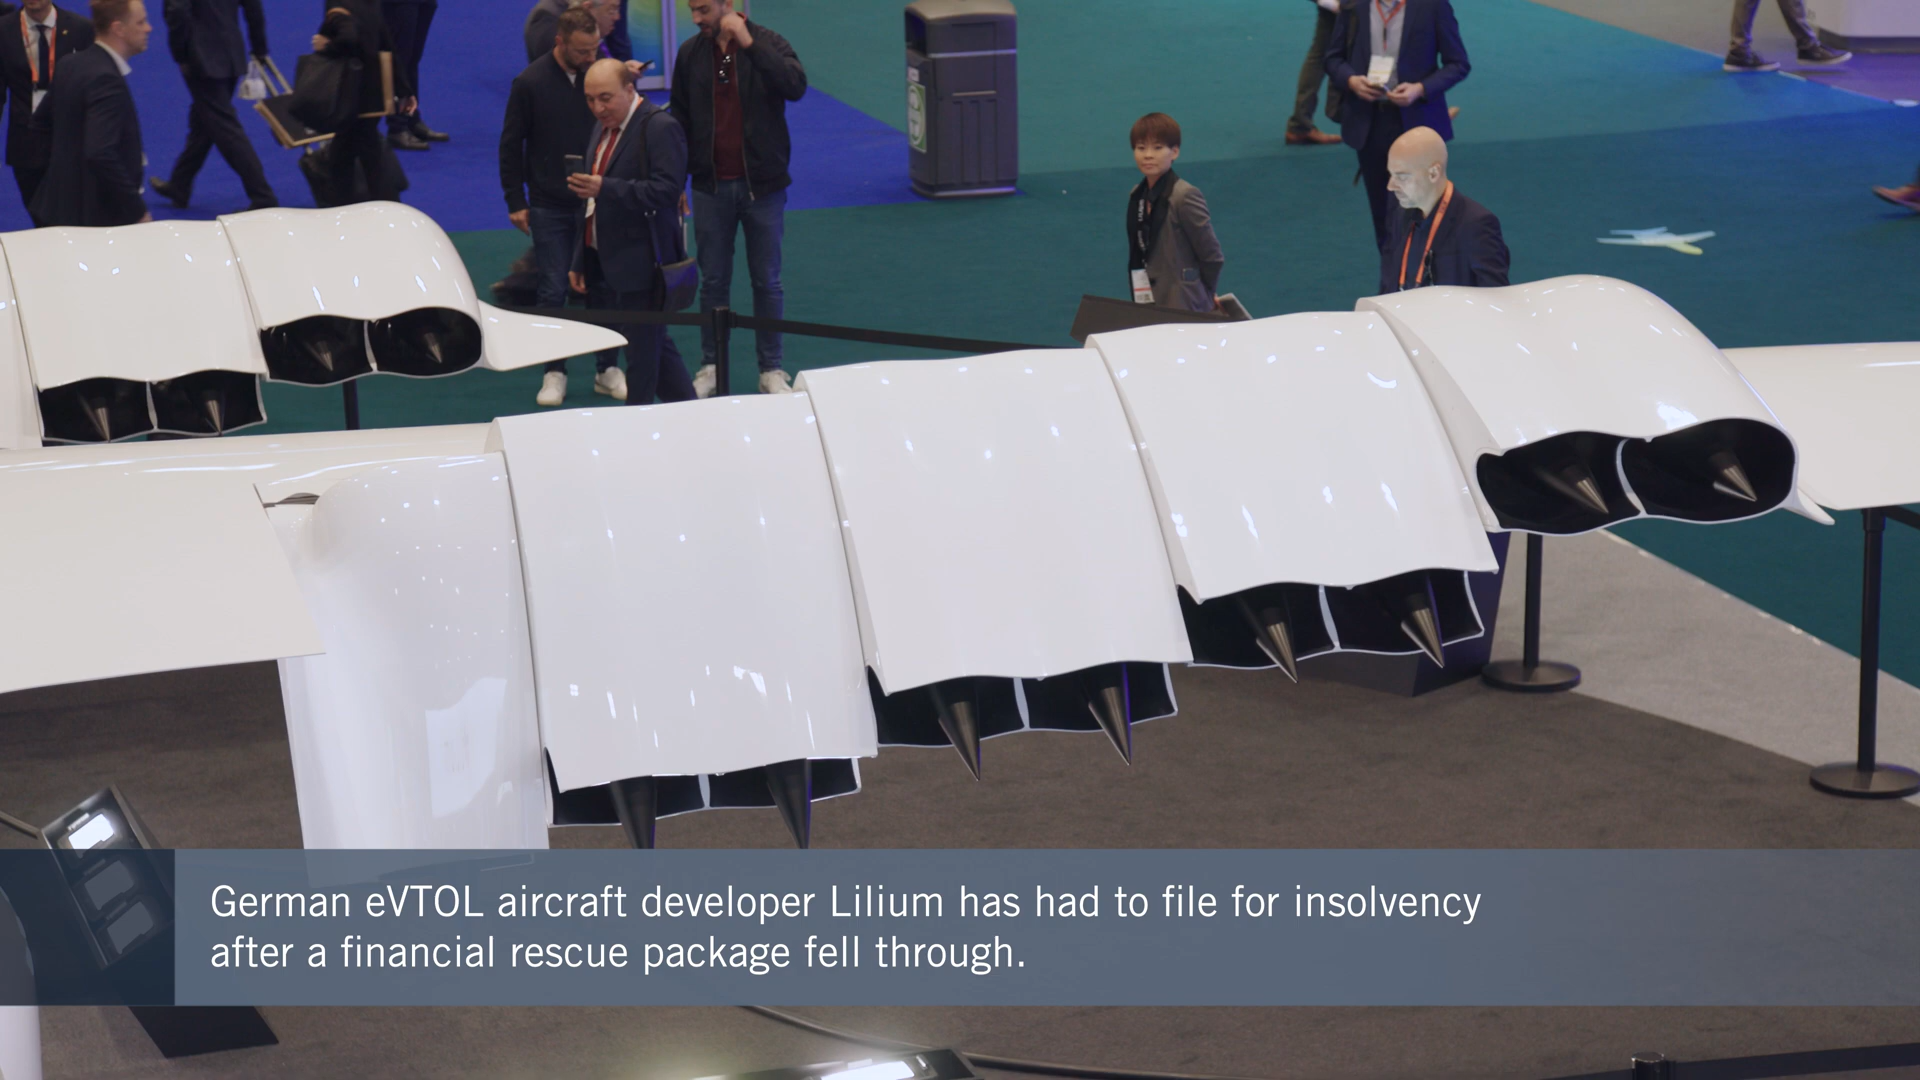 German eVTOL aircraft developer Lilium has had to file for insolvency
after a financial rescue package fell through.